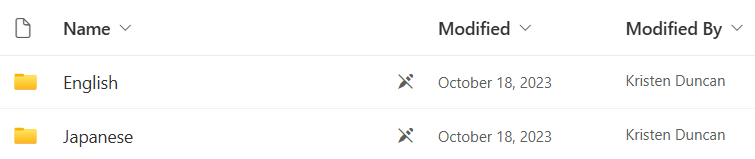 Name Modified Modified By
English October 18, 2023 Kristen Duncan
Japanese October 18, 2023 Kristen Duncan